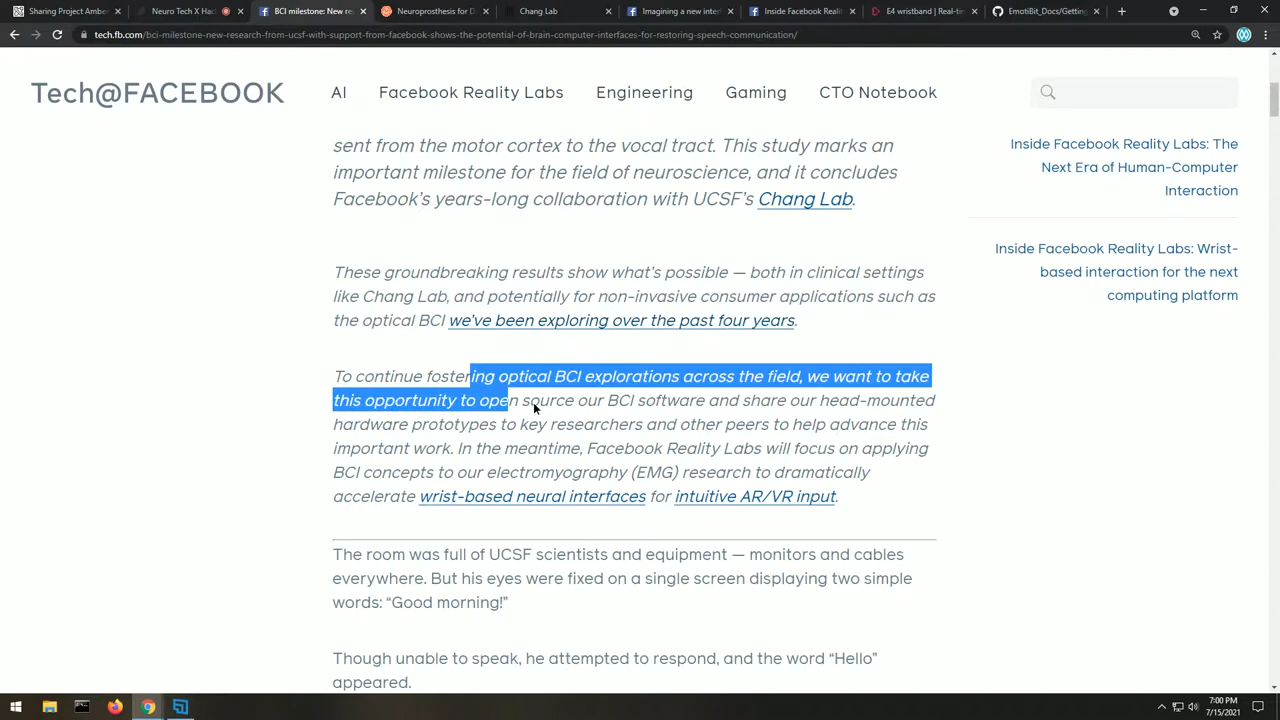 Sharing Project Amber
Neuro Tech X Hac
BCI milestone: New re
Neuroprosthesis for D
Chang Lab
Imagining a new inter
Inside Facebook Realit
E4 wristband | Real-tim
EmotiBit_Docs/Getting
tech.fb.com/bci-milestone-new-research-from-ucsf-with-support-from-facebook-shows-the-potential-of-brain-computer-interfaces-for-restoring-speech-communication/
Tech@FACEBOOK
AI Facebook Reality Labs Engineering Gaming CTO Notebook
sent from the motor cortex to the vocal tract. This study marks an
important milestone for the field of neuroscience, and it concludes
Facebook's years-long collaboration with UCSF's Chang Lab.
These groundbreaking results show what's possible — both in clinical settings
like Chang Lab, and potentially for non-invasive consumer applications such as
the optical BCI we've been exploring over the past four years.
To continue fostering optical BCI explorations across the field, we want to take
this opportunity to open source our BCI software and share our head-mounted
hardware prototypes to key researchers and other peers to help advance this
important work. In the meantime, Facebook Reality Labs will focus on applying
BCI concepts to our electromyography (EMG) research to dramatically
accelerate wrist-based neural interfaces for intuitive AR/VR input.
The room was full of UCSF scientists and equipment — monitors and cables
everywhere. But his eyes were fixed on a single screen displaying two simple
words: “Good morning!”
Though unable to speak, he attempted to respond, and the word “Hello”
appeared.
Inside Facebook Reality Labs: The
Next Era of Human-Computer
Interaction
Inside Facebook Reality Labs: Wrist-
based interaction for the next
computing platform
7:00 PM
7/15/2021